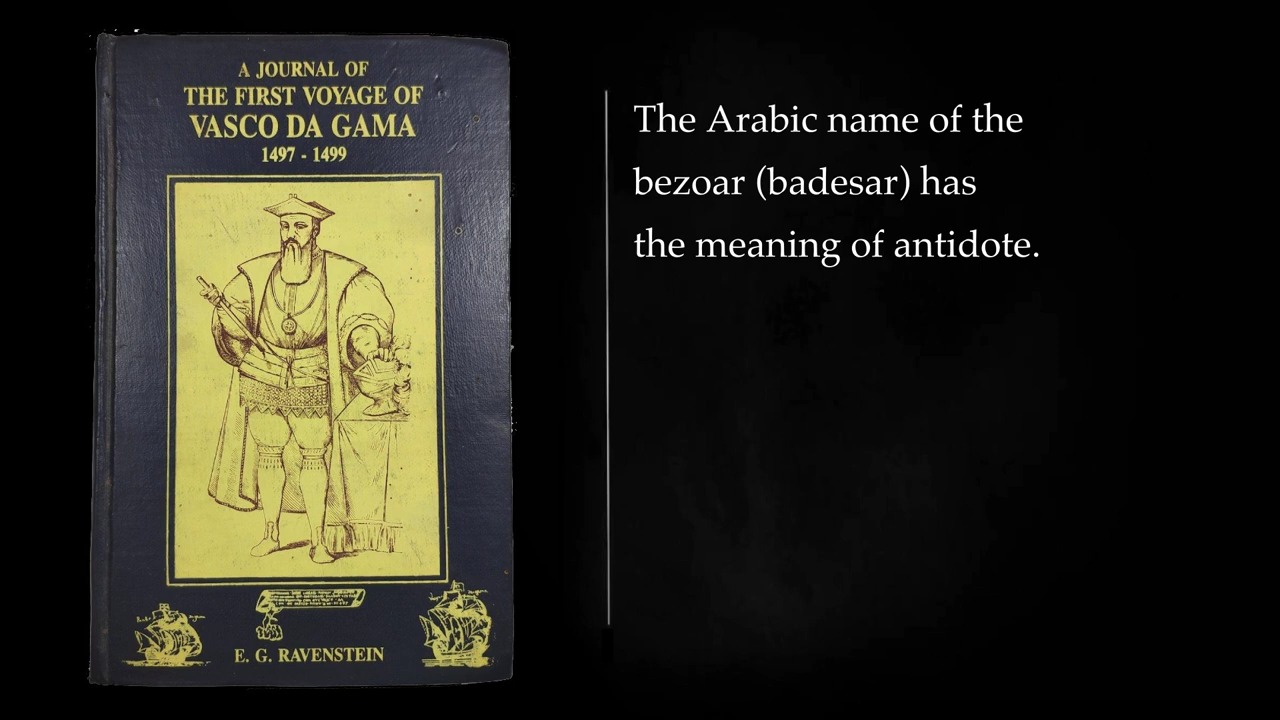 A JOURNAL OF
THE FIRST VOYAGE OF
VASCO DA GAMA
1497 - 1499
E. G. RAVENSTEIN
The Arabic name of the
bezoar (badesar) has
the meaning of antidote.